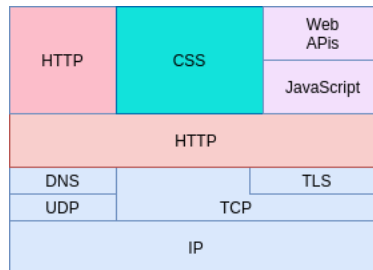 HTTP
CSS
Web
APis
JavaScript
HTTP
DNS
TLS
UDP
TCP
IP